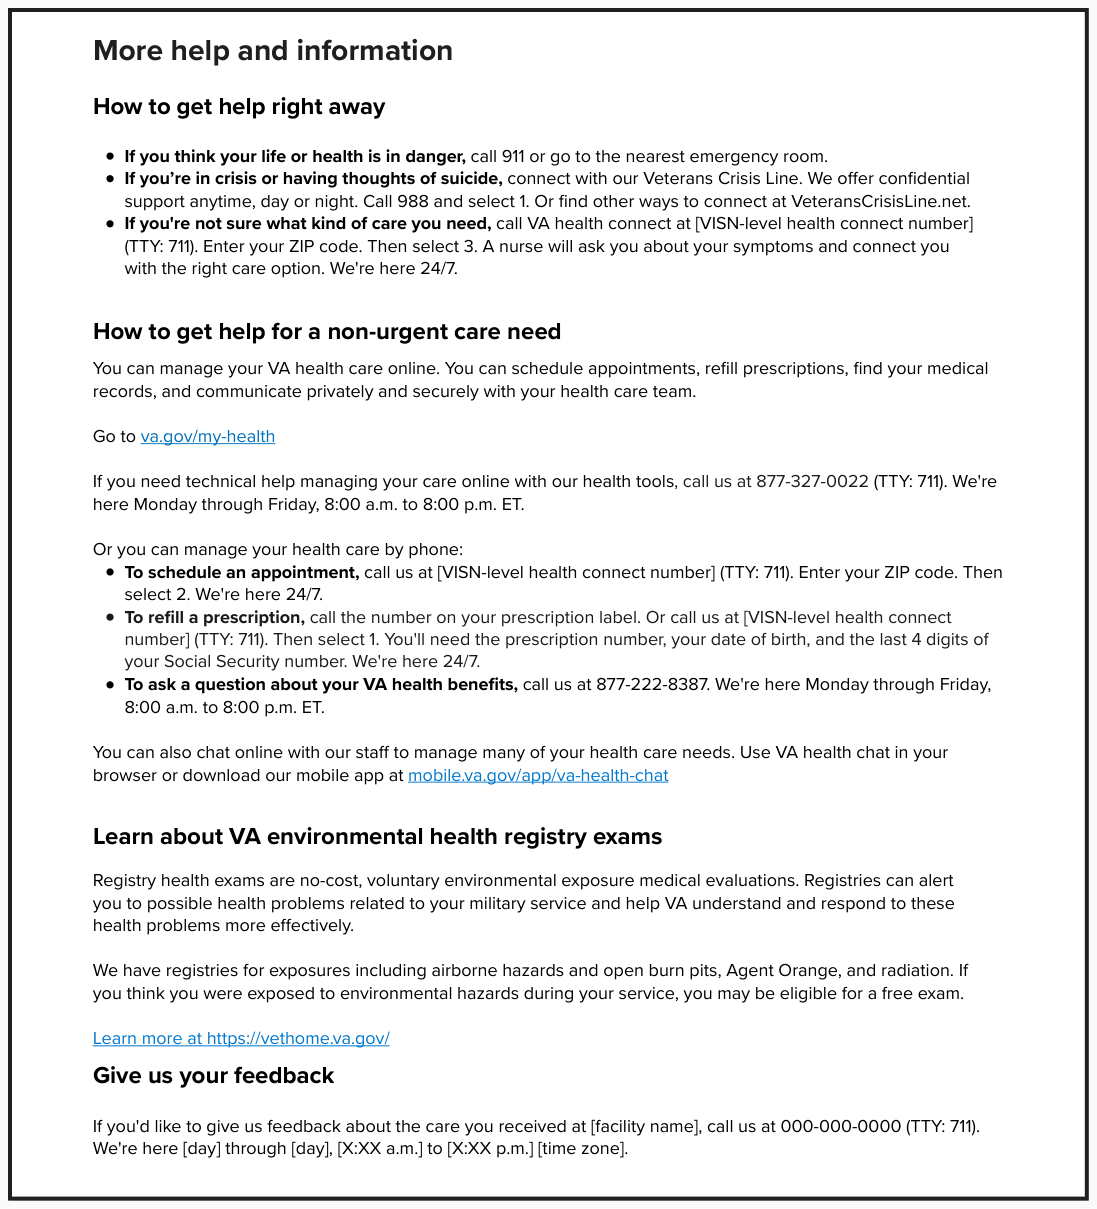 More help and information
How to get help right away
• If you think your life or health is in danger, call 911 or go to the nearest emergency room.
• If you’re in crisis or having thoughts of suicide, connect with our Veterans Crisis Line. We offer confidential
support anytime, day or night. Call 988 and select 1. Or find other ways to connect at VeteransCrisisLine.net.
• If you're not sure what kind of care you need, call VA health connect at [VISN-level health connect number]
(TTY: 711). Enter your ZIP code. Then select 3. A nurse will ask you about your symptoms and connect you
with the right care option. We're here 24/7.
How to get help for a non-urgent care need
You can manage your VA health care online. You can schedule appointments, refill prescriptions, find your medical
records, and communicate privately and securely with your health care team.
Go to va.gov/my-health
If you need technical help managing your care online with our health tools, call us at 877-327-0022 (TTY: 711). We're
here Monday through Friday, 8:00 a.m. to 8:00 p.m. ET.
Or you can manage your health care by phone:
• To schedule an appointment, call us at [VISN-level health connect number] (TTY: 711). Enter your ZIP code. Then
select 2. We're here 24/7.
• To refill a prescription, call the number on your prescription label. Or call us at [VISN-level health connect
number] (TTY: 711). Then select 1. You'll need the prescription number, your date of birth, and the last 4 digits of
your Social Security number. We're here 24/7.
• To ask a question about your VA health benefits, call us at 877-222-8387. We're here Monday through Friday,
8:00 a.m. to 8:00 p.m. ET.
You can also chat online with our staff to manage many of your health care needs. Use VA health chat in your
browser or download our mobile app at mobile.va.gov/app/va-health-chat
Learn about VA environmental health registry exams
Registry health exams are no-cost, voluntary environmental exposure medical evaluations. Registries can alert
you to possible health problems related to your military service and help VA understand and respond to these
health problems more effectively.
We have registries for exposures including airborne hazards and open burn pits, Agent Orange, and radiation. If
you think you were exposed to environmental hazards during your service, you may be eligible for a free exam.
Learn more at https://vethome.va.gov/
Give us your feedback
If you'd like to give us feedback about the care you received at [facility name], call us at 000-000-0000 (TTY: 711).
We're here [day] through [day], [X:XX a.m.] to [X:XX p.m.] [time zone].